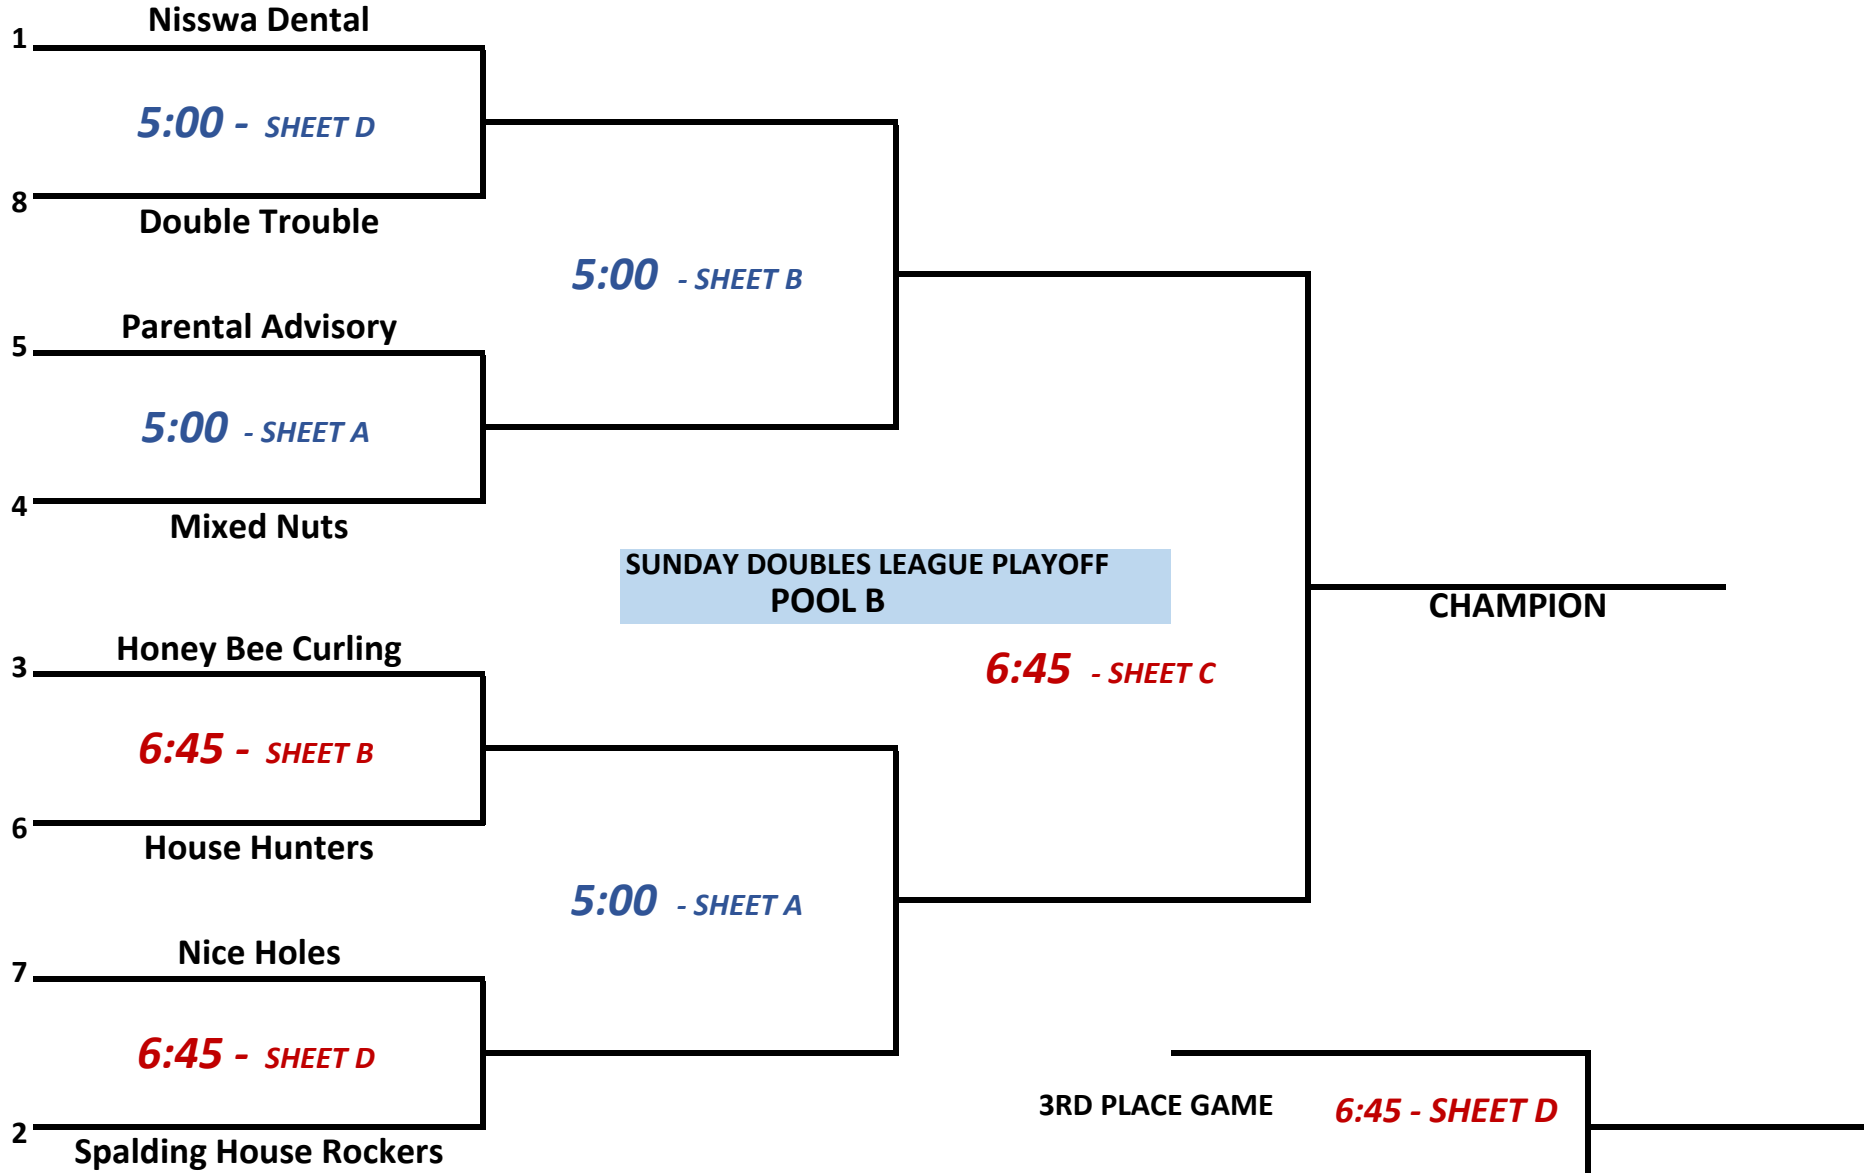 Nisswa Dental
1
5:00 - SHEET D
8
Double Trouble
5:00 - SHEET B
Parental Advisory
5
5:00 - SHEET A
4
Mixed Nuts
SUNDAY DOUBLES LEAGUE PLAYOFF
POOL B
CHAMPION
Honey Bee Curling
3
6:45 - SHEET C
6:45 - SHEET B
6
House Hunters
5:00 - SHEET A
Nice Holes
7
6:45 - SHEET D
3RD PLACE GAME
6:45 - SHEET D
2
Spalding House Rockers